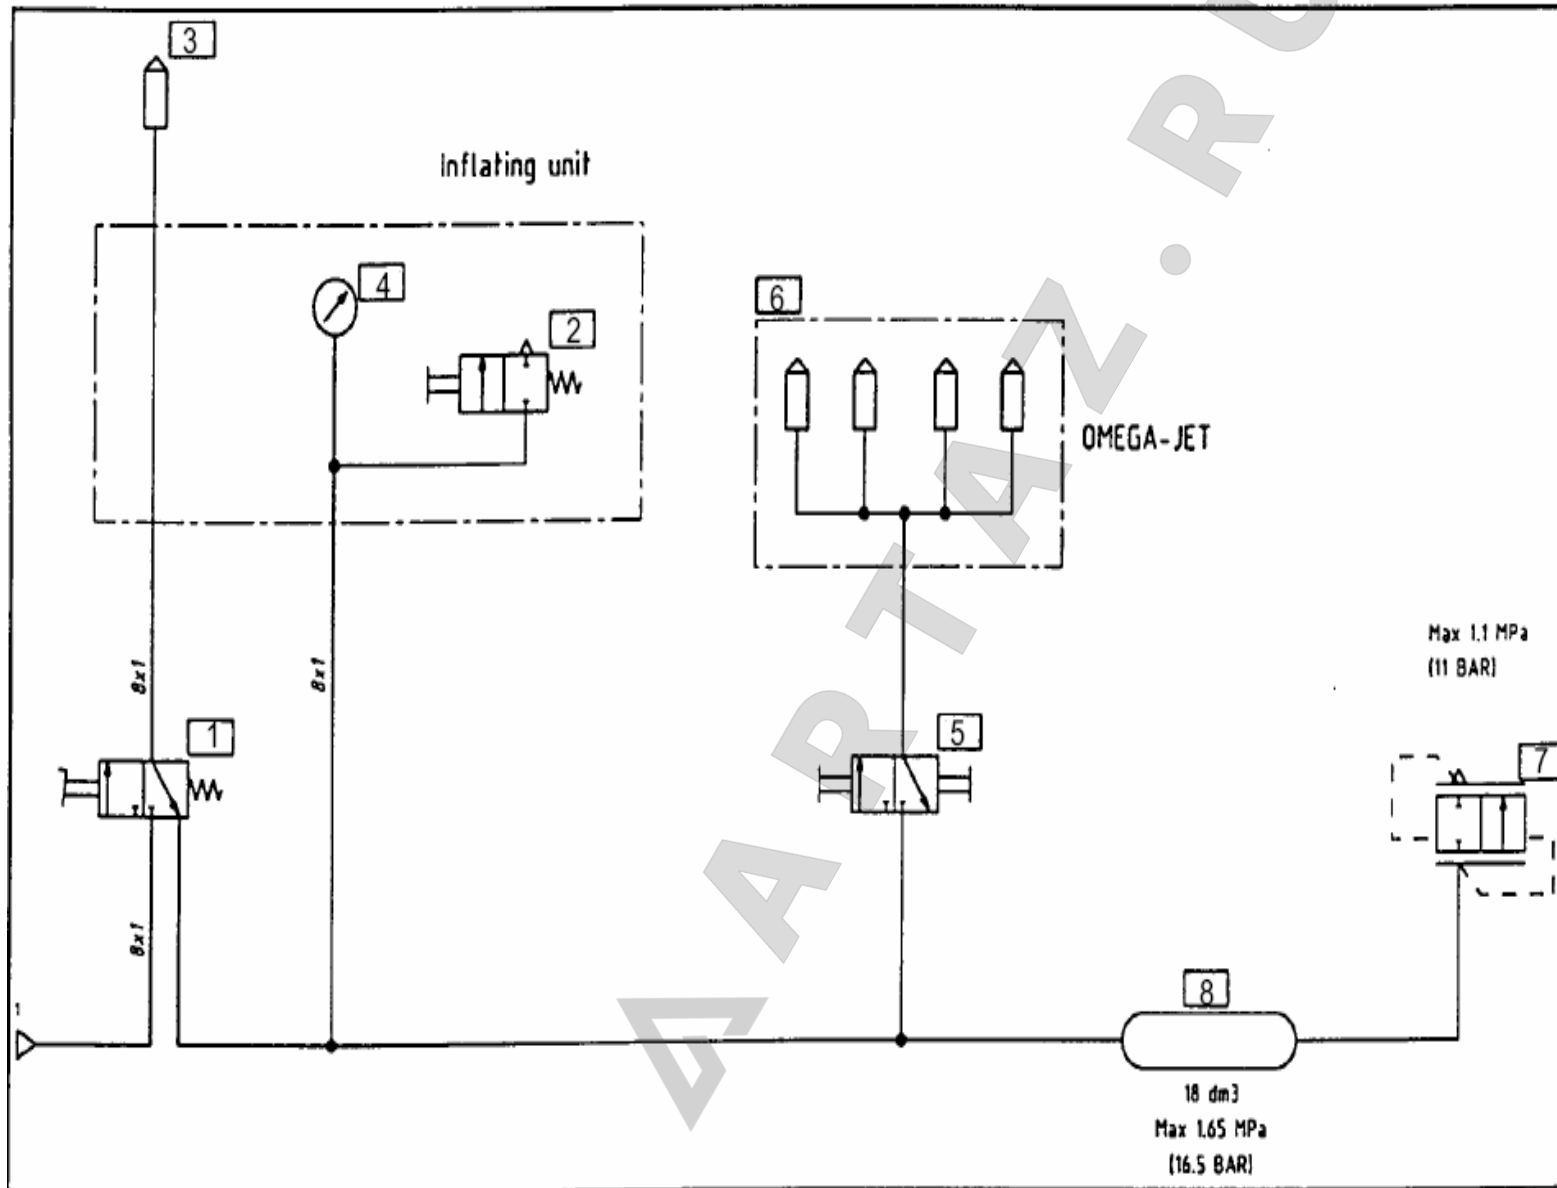 3
Inflating unit
4
2
6
OMEGA-JET
Max 1.1 MPa
(11 BAR)
8x1
8x1
1
5
7
8x1
1
8
18 dm3
Max 1.65 MPa
(16.5 BAR)
ARTAZ.RU